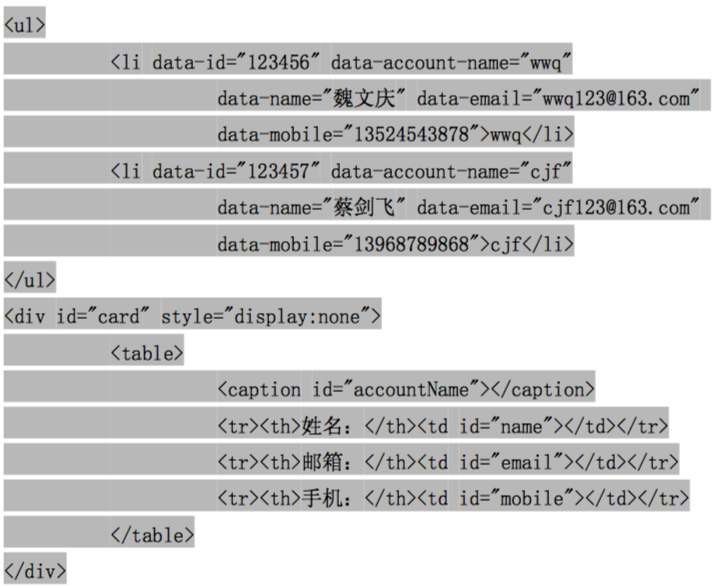 <ul>
<li data-id="123456" data-account-name="wwq"
data-name="魏文庆" data-email="wwq123@163.com"
data-mobile="13524543878">wwq</li>
<li data-id="123457" data-account-name="cjf"
data-name="蔡剑飞" data-email="cjf123@163.com"
data-mobile="13968789868">cjf</li>
</ul>
<div id="card" style="display:none">
<table>
<caption id="accountName"></caption>
<tr><th>姓名：</th><td id="name"></td></tr>
<tr><th>邮箱：</th><td id="email"></td></tr>
<tr><th>手机：</th><td id="mobile"></td></tr>
</table>
</div>